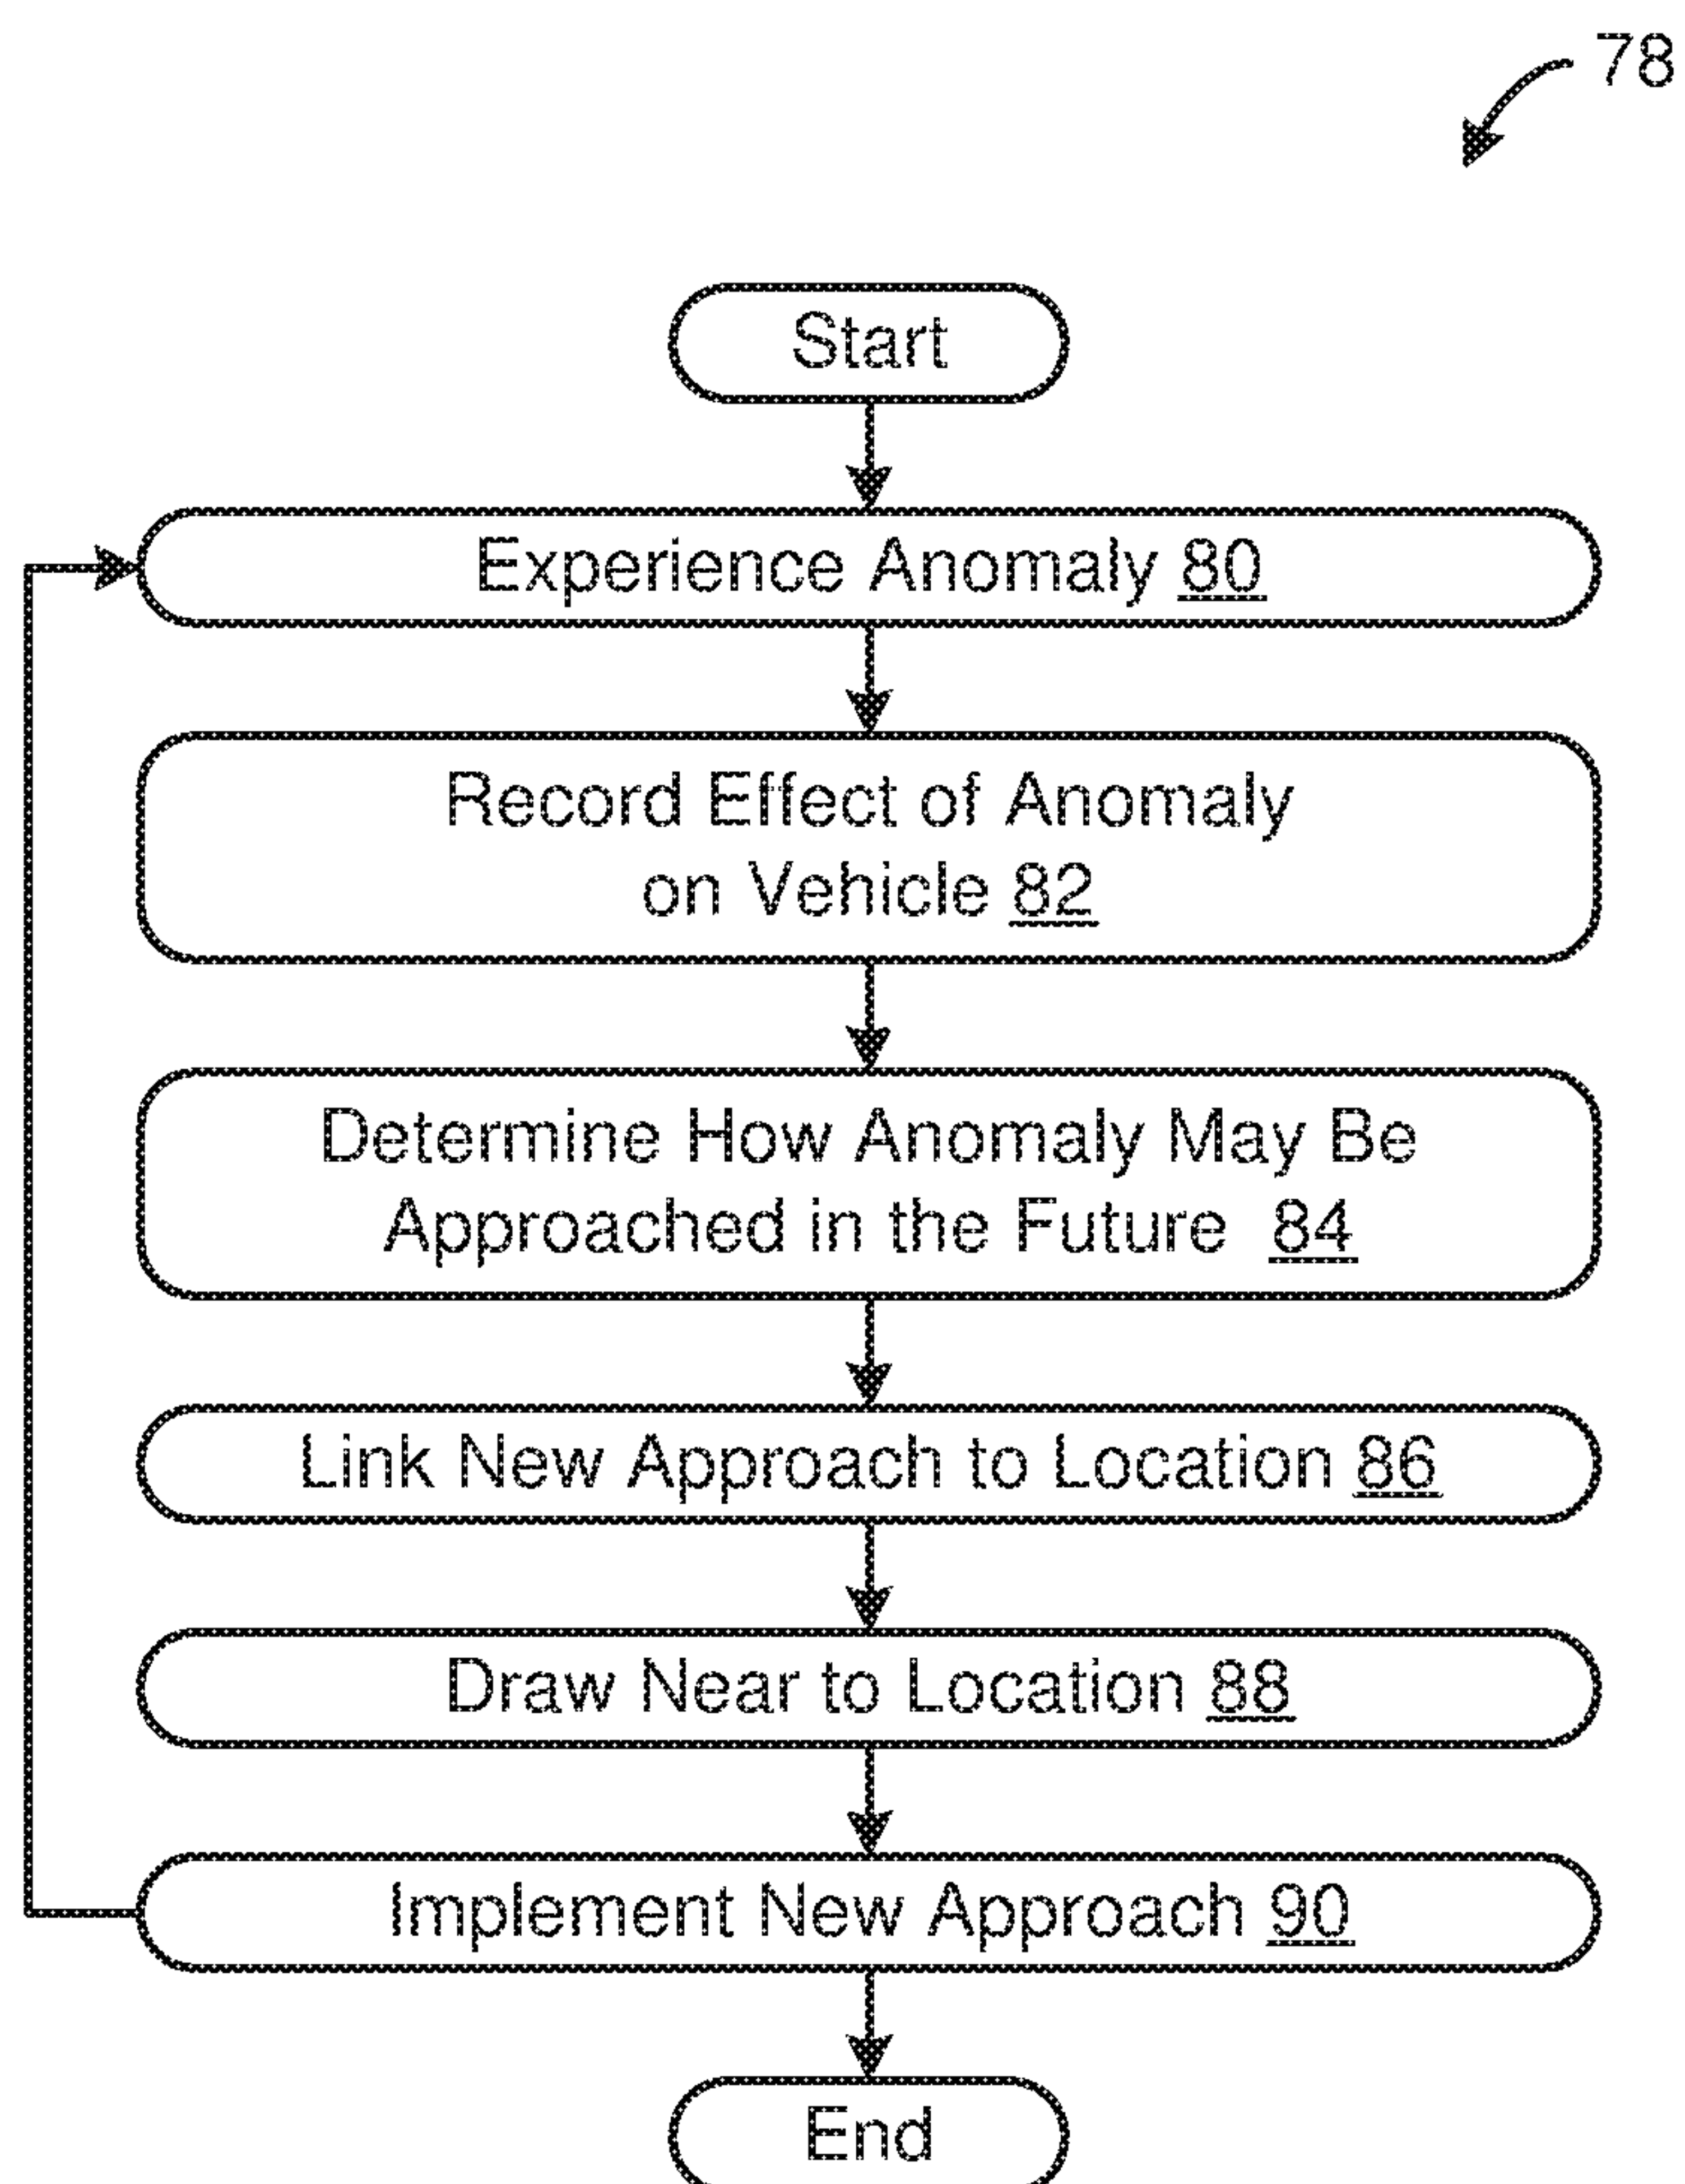 78
Start
Experience Anomaly 80
Record Effect of Anomaly
on Vehicle 82
Determine How Anomaly May Be
Approached in the Future 84
Link New Approach to Location 86
Draw Near to Location 88
Implement New Approach 90
End